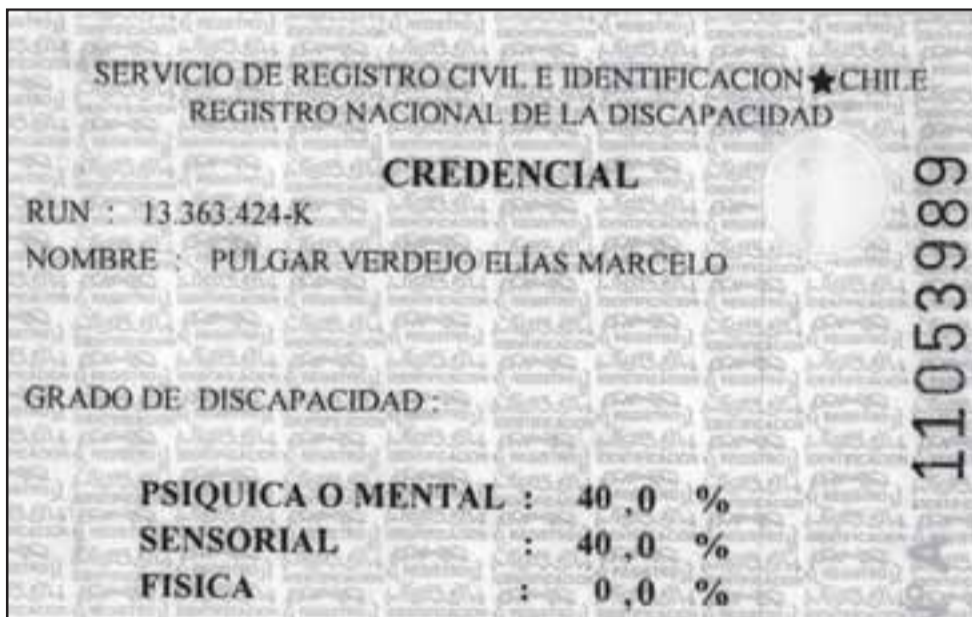 SERVICIO DE REGISTRO CIVIL E IDENTIFICACION ★ CHILE
REGISTRO NACIONAL DE LA DISCAPACIDAD
CREDENCIAL
RUN : 13.363.424-K
NOMBRE : PULGAR VERDEJO ELÍAS MARCELO
GRADO DE DISCAPACIDAD :
PSIQUICA O MENTAL : 40 ,0 %
SENSORIAL : 40 ,0 %
FISICA : 0 ,0 %
11053989